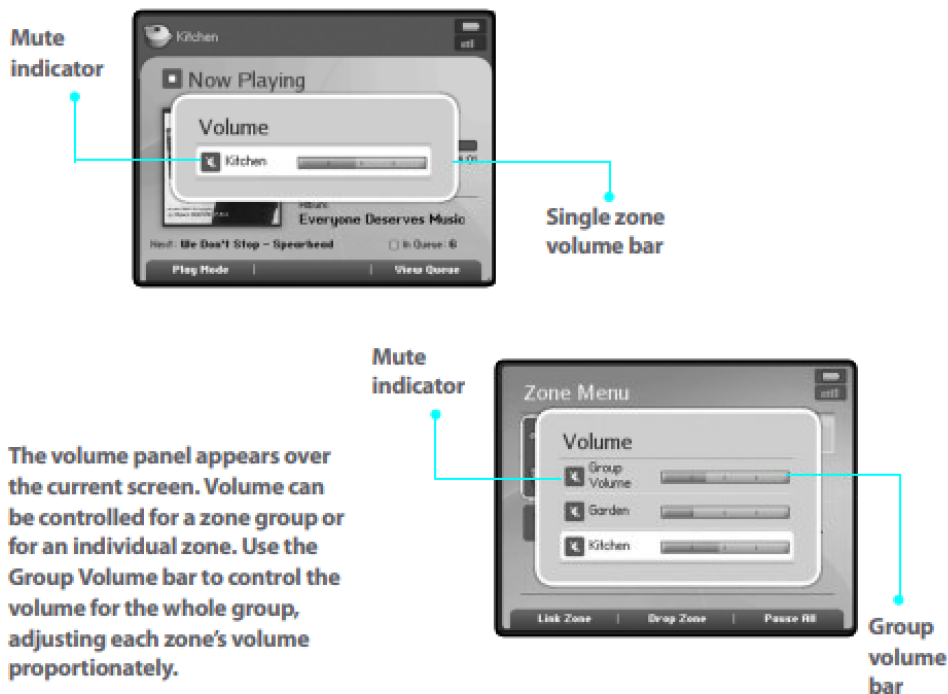 Mute
indicator
Kitchen
Now Playing
Volume
Kitchen
Album:
Everyone Deserves Music
Next: We Don't Stop - Spearhead
In Queue: 6
Play Mode | | View Queue
Single zone
volume bar
Mute
indicator
Zone Menu
Volume
Group
Volume
Garden
Kitchen
Link Zone | Drop Zone | Pause All
Group
volume
bar
The volume panel appears over
the current screen. Volume can
be controlled for a zone group or
for an individual zone. Use the
Group Volume bar to control the
volume for the whole group,
adjusting each zone's volume
proportionately.